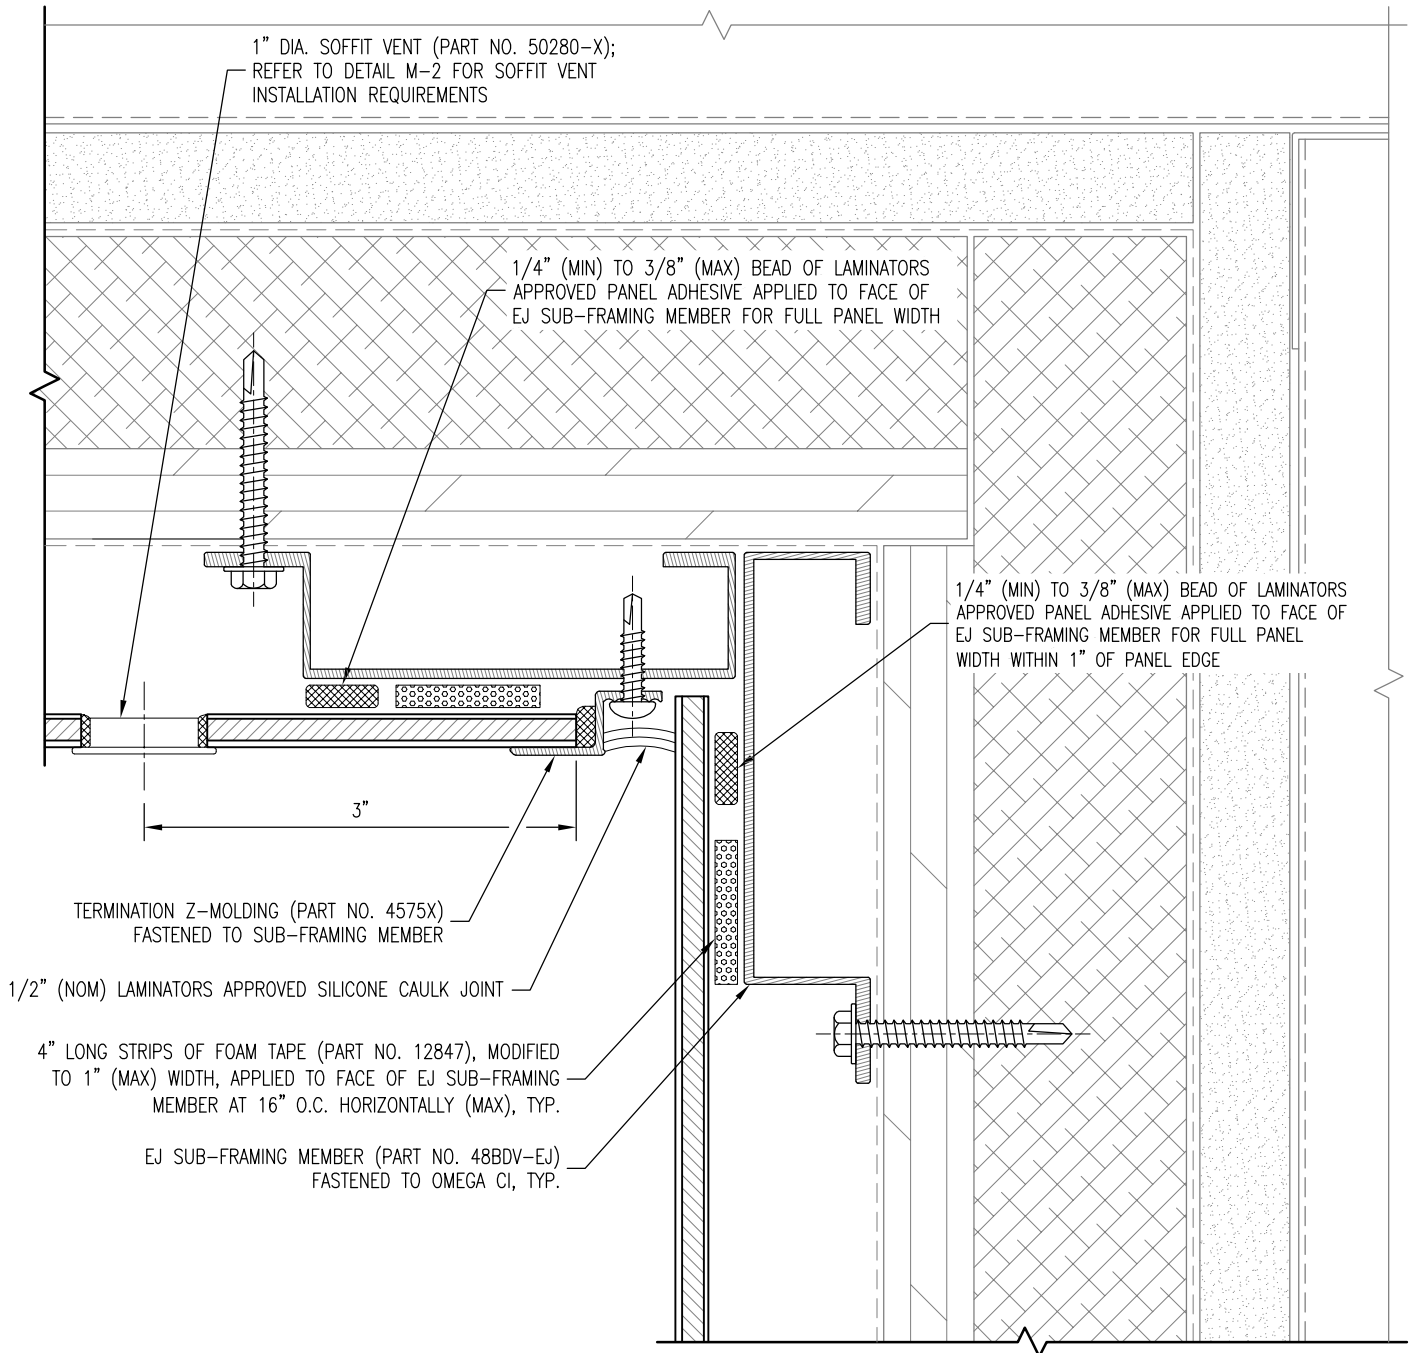 1" DIA. SOFFIT VENT (PART NO. 50280-X);
REFER TO DETAIL M-2 FOR SOFFIT VENT
INSTALLATION REQUIREMENTS
1/4" (MIN) TO 3/8" (MAX) BEAD OF LAMINATORS
APPROVED PANEL ADHESIVE APPLIED TO FACE OF
EJ SUB-FRAMING MEMBER FOR FULL PANEL WIDTH
1/4" (MIN) TO 3/8" (MAX) BEAD OF LAMINATORS
APPROVED PANEL ADHESIVE APPLIED TO FACE OF
EJ SUB-FRAMING MEMBER FOR FULL PANEL
WIDTH WITHIN 1" OF PANEL EDGE
3"
TERMINATION Z-MOLDING (PART NO. 4575X)
FASTENED TO SUB-FRAMING MEMBER
1/2" (NOM) LAMINATORS APPROVED SILICONE CAULK JOINT
4" LONG STRIPS OF FOAM TAPE (PART NO. 12847), MODIFIED
TO 1" (MAX) WIDTH, APPLIED TO FACE OF EJ SUB-FRAMING
MEMBER AT 16" O.C. HORIZONTALLY (MAX), TYP.
EJ SUB-FRAMING MEMBER (PART NO. 48BDV-EJ)
FASTENED TO OMEGA CI, TYP.